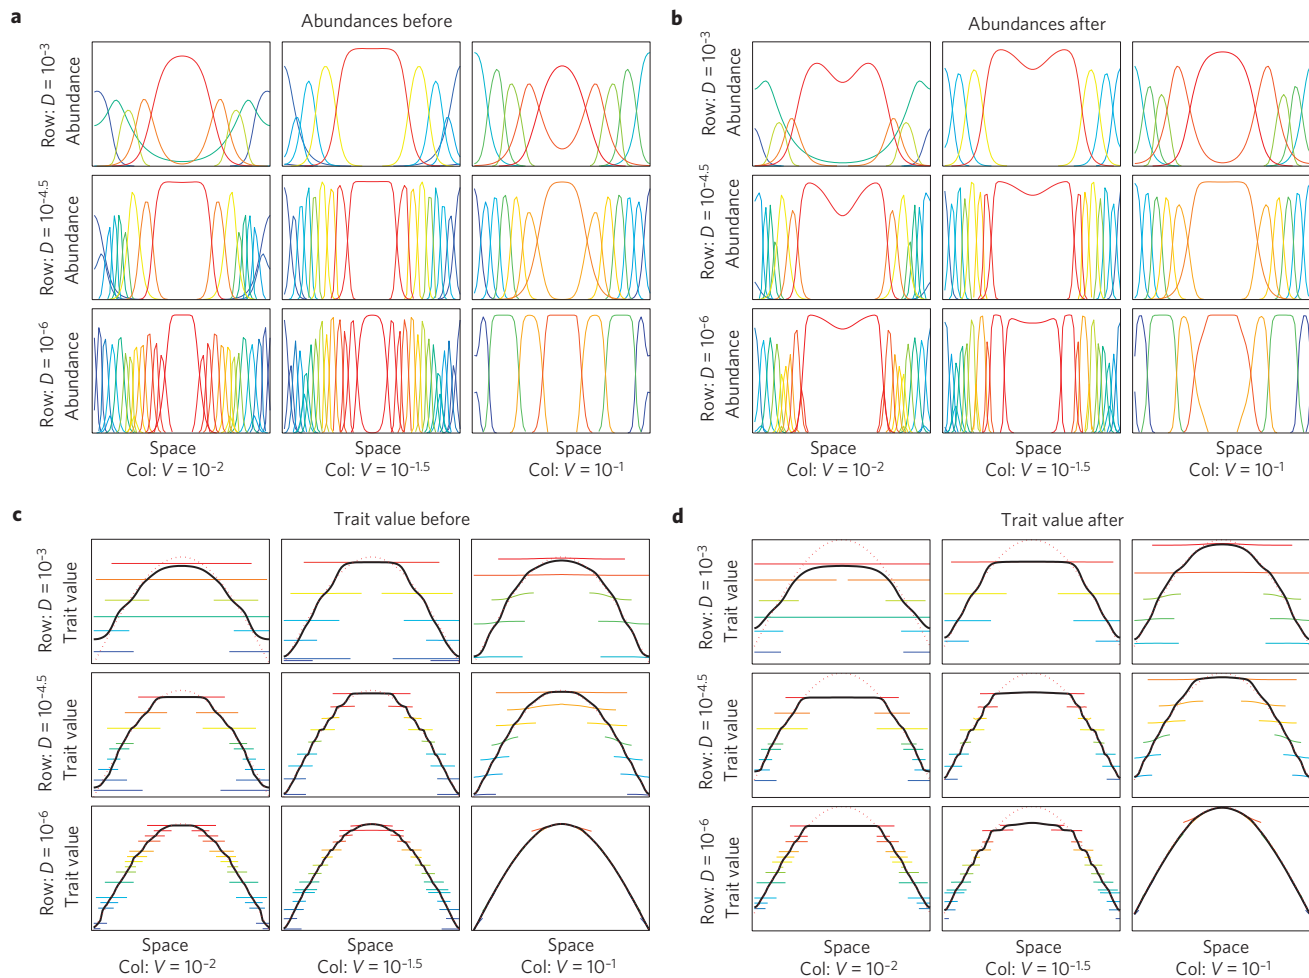 a
Abundances before
Row: D = 10⁻³
Abundance
Row: D = 10⁻⁴·⁵
Abundance
Row: D = 10⁻⁶
Abundance
Space
Col: V = 10⁻²
Space
Col: V = 10⁻¹·⁵
Space
Col: V = 10⁻¹
b
Abundances after
Row: D = 10⁻³
Abundance
Row: D = 10⁻⁴·⁵
Abundance
Row: D = 10⁻⁶
Abundance
Space
Col: V = 10⁻²
Space
Col: V = 10⁻¹·⁵
Space
Col: V = 10⁻¹
c
Trait value before
Row: D = 10⁻³
Trait value
Row: D = 10⁻⁴·⁵
Trait value
Row: D = 10⁻⁶
Trait value
Space
Col: V = 10⁻²
Space
Col: V = 10⁻¹·⁵
Space
Col: V = 10⁻¹
d
Trait value after
Row: D = 10⁻³
Trait value
Row: D = 10⁻⁴·⁵
Trait value
Row: D = 10⁻⁶
Trait value
Space
Col: V = 10⁻²
Space
Col: V = 10⁻¹·⁵
Space
Col: V = 10⁻¹